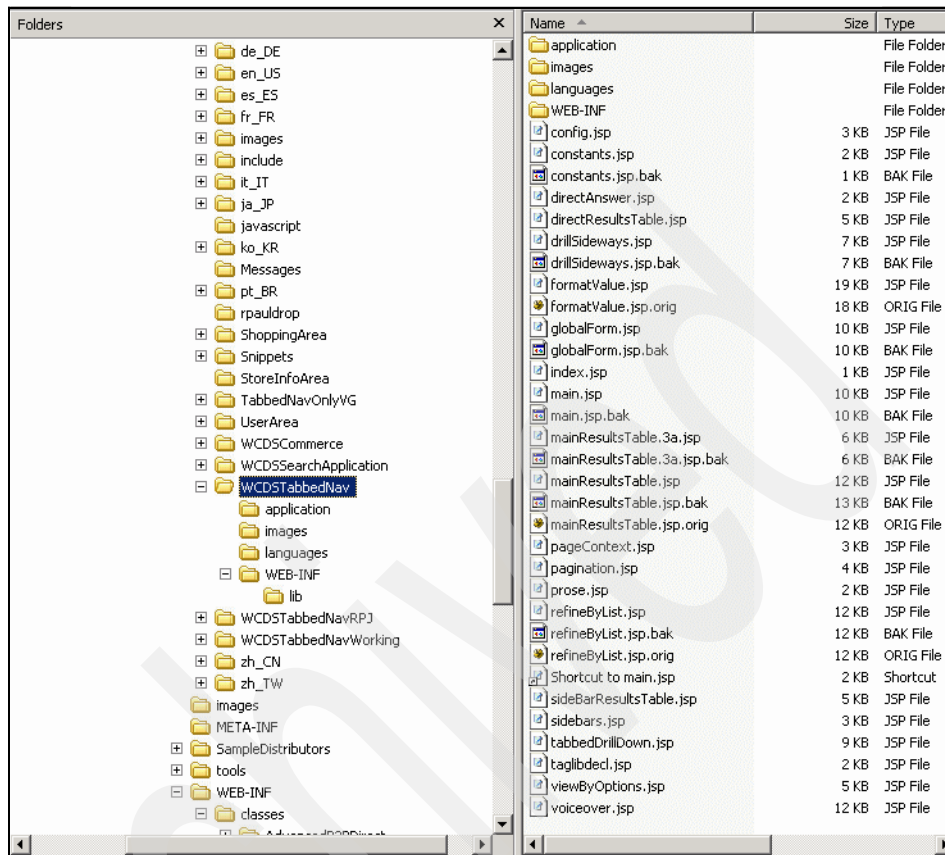 Folders
de_DE
en_US
es_ES
fr_FR
images
include
it_IT
ja_JP
javascript
ko_KR
Messages
pt_BR
rpauldrop
ShoppingArea
Snippets
StoreInfoArea
TabbedNavOnlyVG
UserArea
WCDSCommerce
WCDSSearchApplication
WCDSTabbedNav
application
images
languages
WEB-INF
lib
WCDSTabbedNavRPJ
WCDSTabbedNavWorking
zh_CN
zh_TW
images
META-INF
SampleDistributors
tools
WEB-INF
classes
Name Size Type
application File Folder
images File Folder
languages File Folder
WEB-INF File Folder
config.jsp 3 KB JSP File
constants.jsp 2 KB JSP File
constants.jsp.bak 1 KB BAK File
directAnswer.jsp 2 KB JSP File
directResultsTable.jsp 5 KB JSP File
drillSideways.jsp 7 KB JSP File
drillSideways.jsp.bak 7 KB BAK File
formatValue.jsp 19 KB JSP File
formatValue.jsp.orig 18 KB ORIG File
globalForm.jsp 10 KB JSP File
globalForm.jsp.bak 10 KB BAK File
index.jsp 1 KB JSP File
main.jsp 10 KB JSP File
main.jsp.bak 10 KB BAK File
mainResultsTable.3a.jsp 6 KB JSP File
mainResultsTable.3a.jsp.bak 6 KB BAK File
mainResultsTable.jsp 12 KB JSP File
mainResultsTable.jsp.bak 13 KB BAK File
mainResultsTable.jsp.orig 12 KB ORIG File
pageContext.jsp 3 KB JSP File
pagination.jsp 4 KB JSP File
prose.jsp 2 KB JSP File
refineByList.jsp 12 KB JSP File
refineByList.jsp.bak 12 KB BAK File
refineByList.jsp.orig 12 KB ORIG File
Shortcut to main.jsp 2 KB Shortcut
sideBarResultsTable.jsp 5 KB JSP File
sidebars.jsp 3 KB JSP File
tabbedDrillDown.jsp 9 KB JSP File
taglibdecl.jsp 2 KB JSP File
viewByOptions.jsp 5 KB JSP File
voiceover.jsp 12 KB JSP File